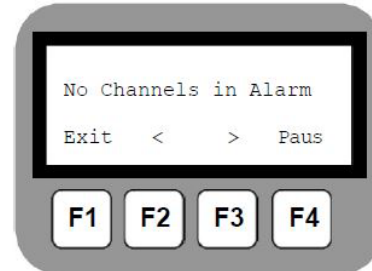 No Channels in Alarm
Exit < > Paus
F1 F2 F3 F4